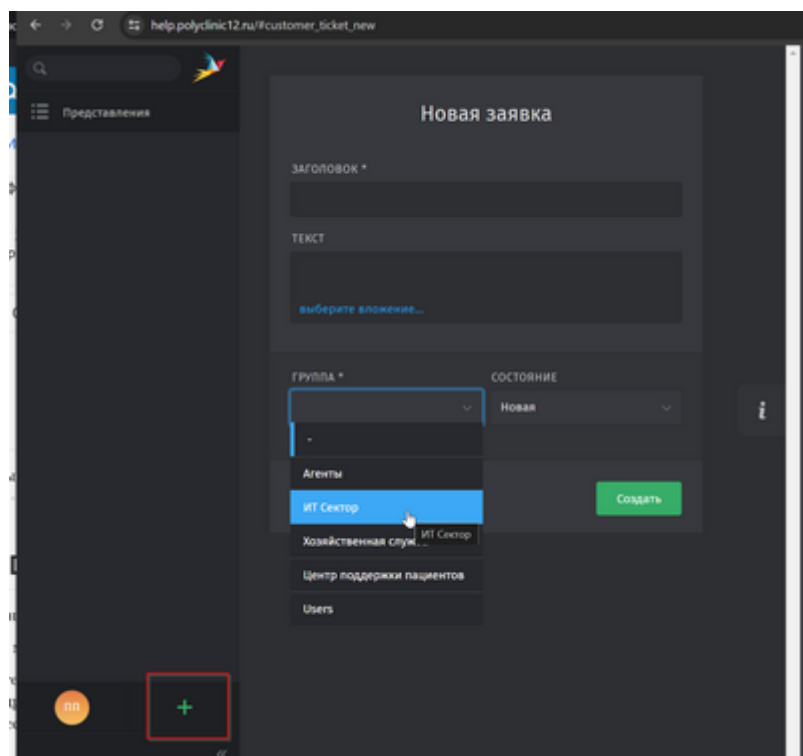 help.polyclinic12.ru/#customer_ticket_new
Представления
Новая заявка
ЗАГОЛОВОК *
ТЕКСТ
выберите вложение...
ГРУППА *
СОСТОЯНИЕ
Новая
-
Агенты
ИТ Сектор
Создать
ИТ Сектор
Хозяйственная
Центр поддержки пациентов
Users
ПП
+
«